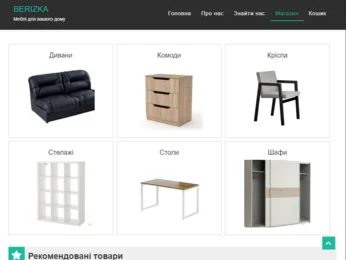 BERIZKA
Меблі для вашого дому
Головна Про нас Знайти нас Магазин Кошик
Дивани Комоди Крісла
Стелажі Столи Шафи
Рекомендовані товари